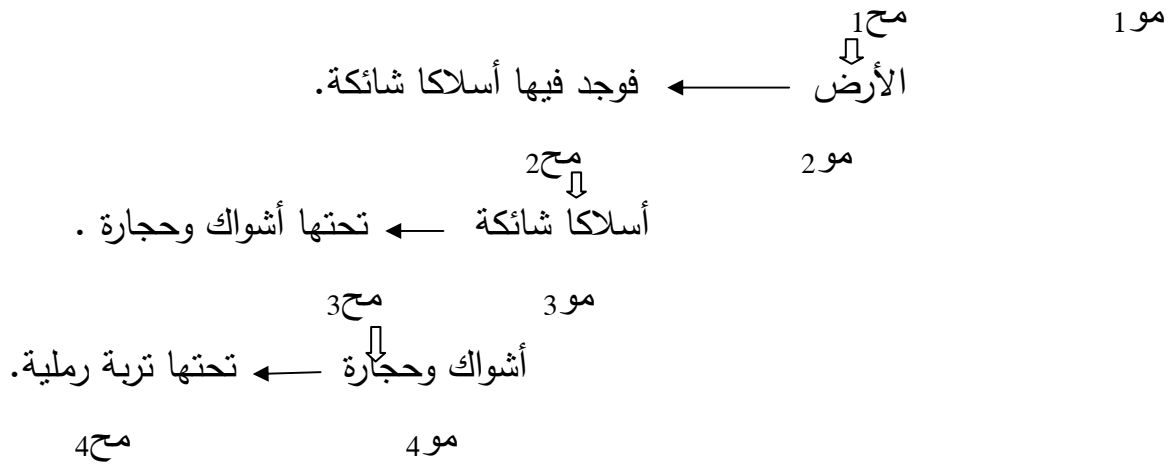 مو1 مح1
الأرض ← فوجد فيها أسلاكا شائكة.
مو2 مح2
أسلاكا شائكة ← تحتها أشواك وحجارة .
مو3 مح3
أشواك وحجارة ← تحتها تربة رملية.
مو4 مح4